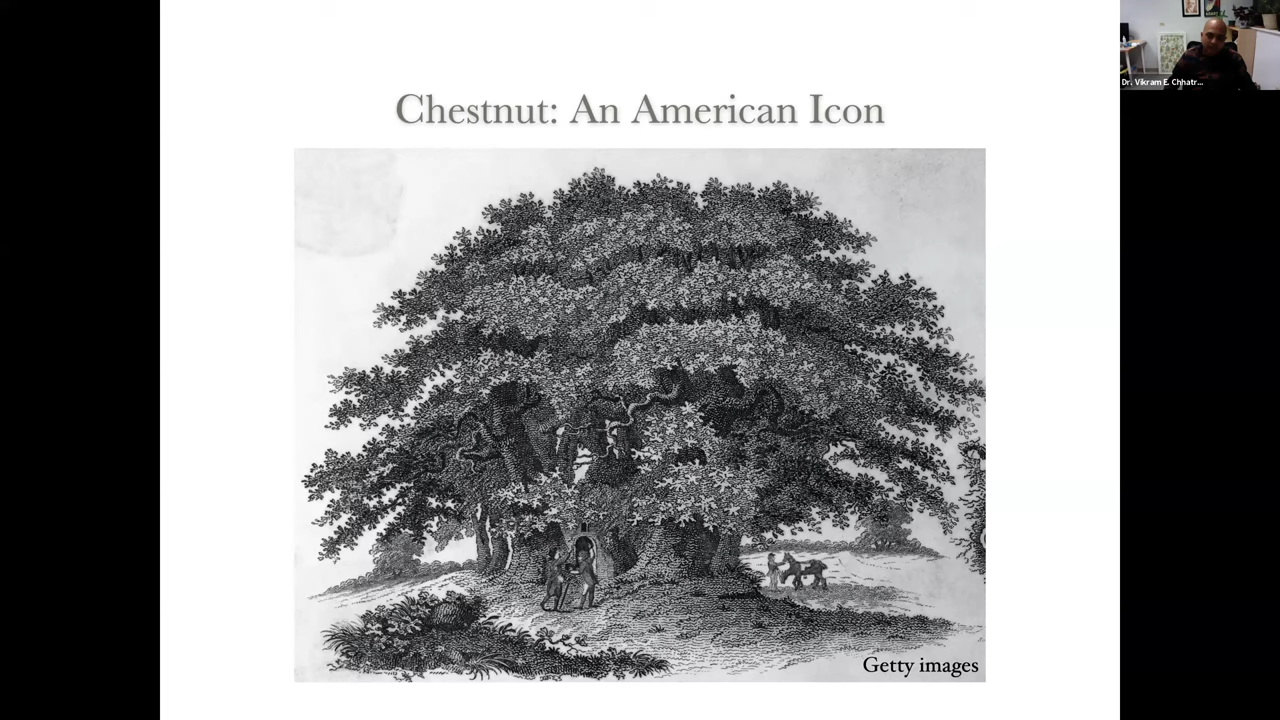 Chestnut: An American Icon
Getty images
Dr. Vikram E. Chhatr...